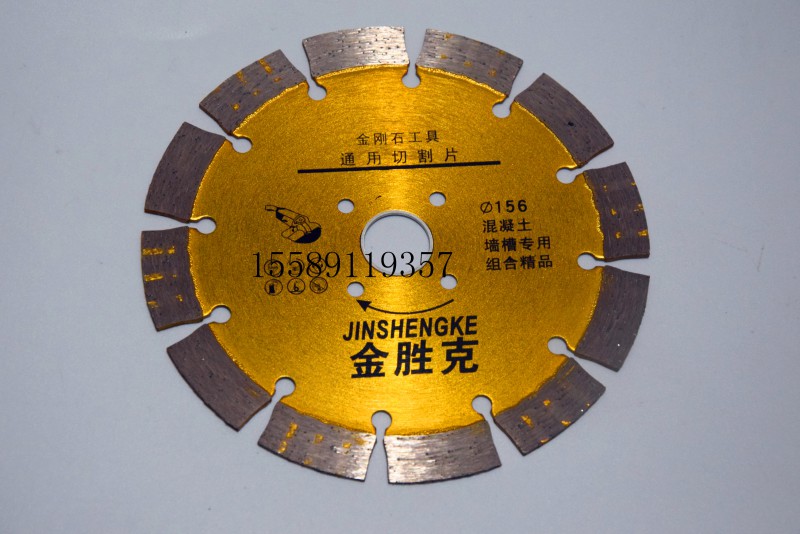 金刚石工具
通用切割片
∅156
混凝土
墙槽专用
组合精品
15589119357
JINSHENGKE
金胜克